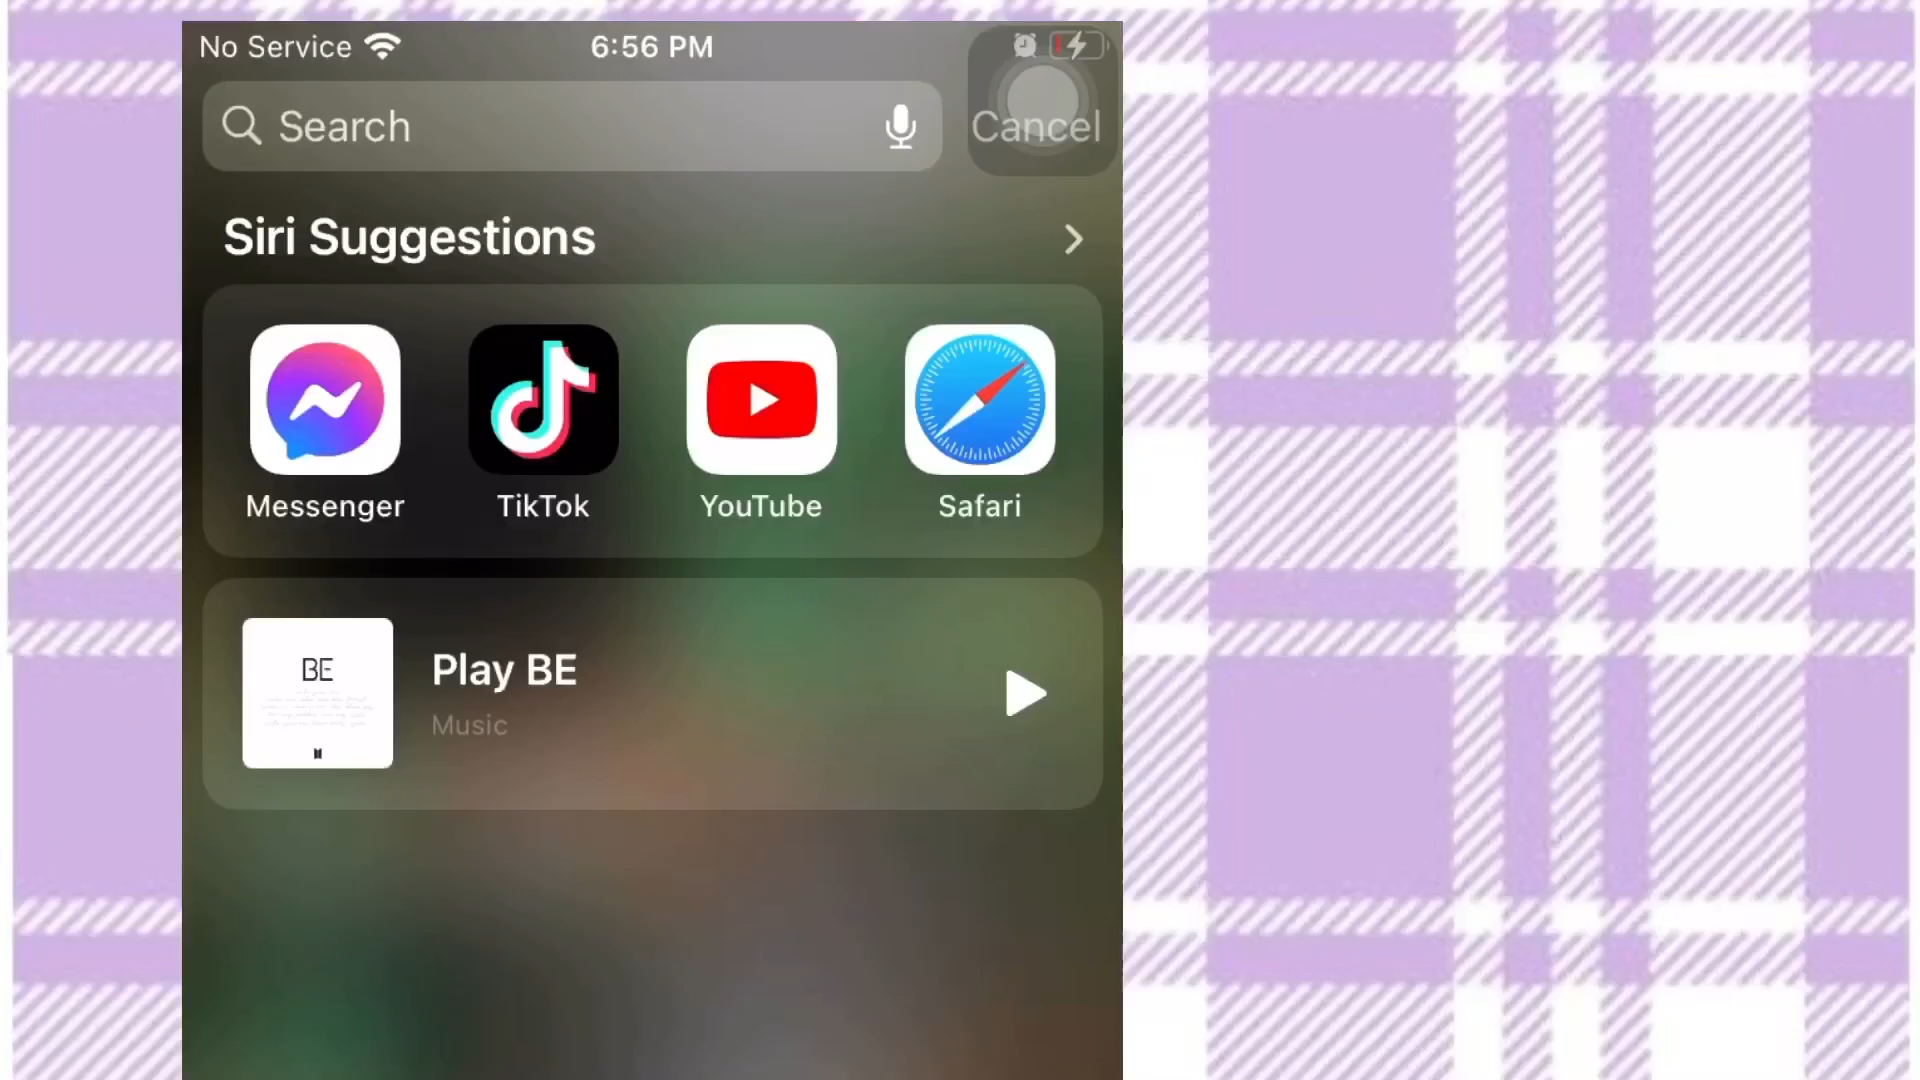 No Service
6:56 PM
Search
Cancel
Siri Suggestions
Messenger
TikTok
YouTube
Safari
BE
Play BE
Music